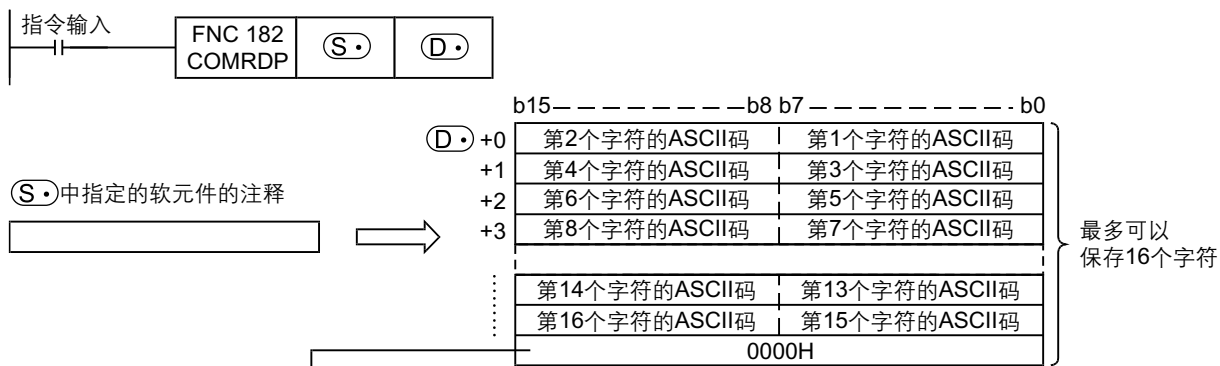 指令输入
FNC 182
COMRDP
S・
D・
b15 b8 b7 b0
D・ +0 第2个字符的ASCII码 第1个字符的ASCII码
+1 第4个字符的ASCII码 第3个字符的ASCII码
S・中指定的软元件的注释
+2 第6个字符的ASCII码 第5个字符的ASCII码
+3 第8个字符的ASCII码 第7个字符的ASCII码
最多可以
保存16个字符
第14个字符的ASCII码 第13个字符的ASCII码
第16个字符的ASCII码 第15个字符的ASCII码
0000H